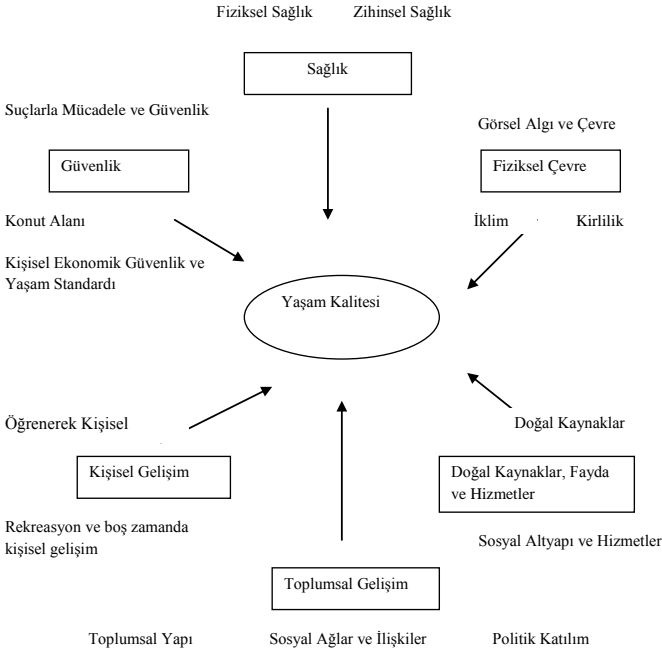 Fiziksel Sağlık Zihinsel Sağlık
Sağlık
Suçlarla Mücadele ve Güvenlik
Görsel Algı ve Çevre
Güvenlik
Fiziksel Çevre
Konut Alanı
İklim Kirlilik
Kişisel Ekonomik Güvenlik ve
Yaşam Standardı
Yaşam Kalitesi
Öğrenerek Kişisel
Doğal Kaynaklar
Kişisel Gelişim
Doğal Kaynaklar, Fayda
ve Hizmetler
Rekreasyon ve boş zamanda
kişisel gelişim
Sosyal Altyapı ve Hizmetler
Toplumsal Gelişim
Toplumsal Yapı Sosyal Ağlar ve İlişkiler Politik Katılım